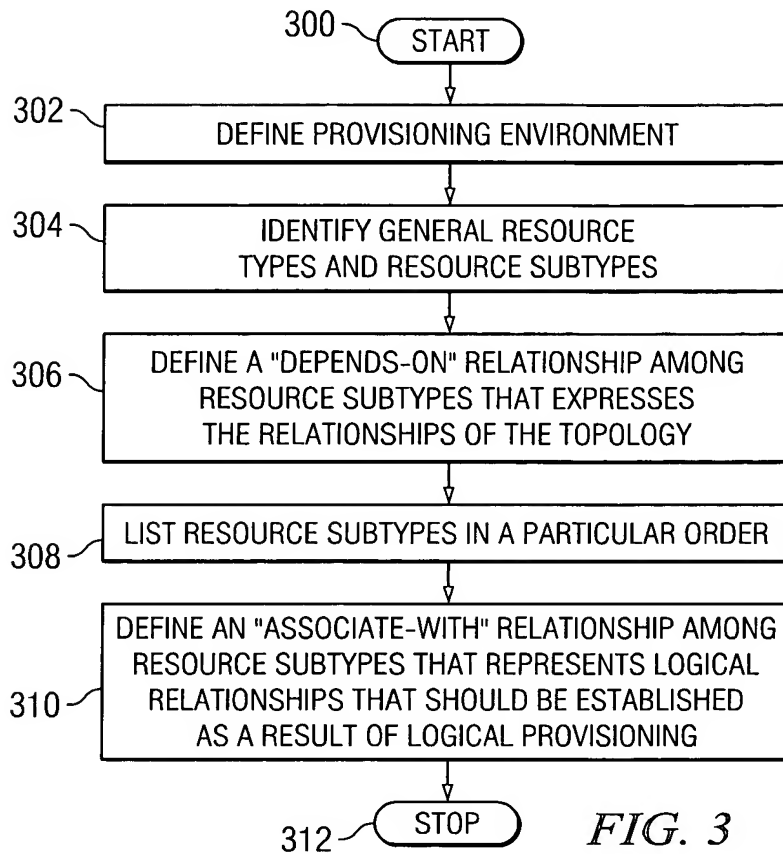 300
START
302
DEFINE PROVISIONING ENVIRONMENT
304
IDENTIFY GENERAL RESOURCE
TYPES AND RESOURCE SUBTYPES
306
DEFINE A "DEPENDS-ON" RELATIONSHIP AMONG
RESOURCE SUBTYPES THAT EXPRESSES
THE RELATIONSHIPS OF THE TOPOLOGY
308
LIST RESOURCE SUBTYPES IN A PARTICULAR ORDER
310
DEFINE AN "ASSOCIATE-WITH" RELATIONSHIP AMONG
RESOURCE SUBTYPES THAT REPRESENTS LOGICAL
RELATIONSHIPS THAT SHOULD BE ESTABLISHED
AS A RESULT OF LOGICAL PROVISIONING
312
STOP
FIG. 3